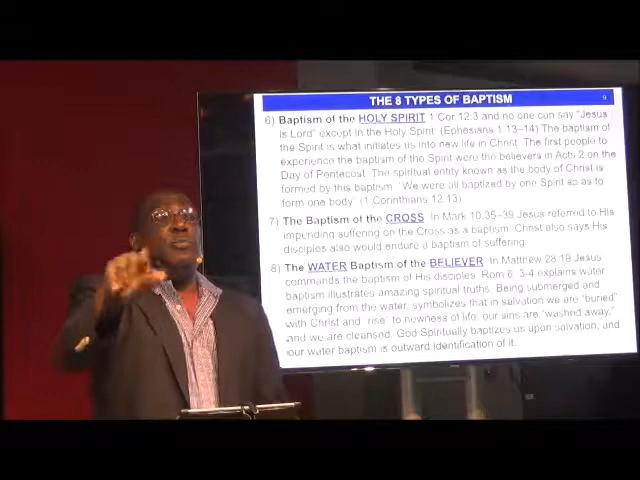 THE 8 TYPES OF BAPTISM
9
6) Baptism of the HOLY SPIRIT 1 Cor 12:3 and no one can say "Jesus
is Lord" except in the Holy Spirit. (Ephesians 1:13-14) The baptism of
the Spirit is what initiates us into new life in Christ. The first people to
experience the baptism of the Spirit were the believers in Acts 2 on the
Day of Pentecost. The spiritual entity known as the body of Christ is
formed by this baptism. "We were all baptized by one Spirit so as to
form one body" (1 Corinthians 12:13).
7) The Baptism of the CROSS In Mark 10:35-39 Jesus referred to His
impending suffering on the Cross as a baptism. Christ also says His
disciples also would endure a baptism of suffering.
8) The WATER Baptism of the BELIEVER In Matthew 28:19 Jesus
commands the baptism of His disciples. Rom 6: 3-4 explains water
baptism illustrates amazing spiritual truths. Being submerged and
emerging from the water, symbolizes that in salvation we are "buried"
with Christ and "rise" to newness of life; our sins are "washed away,"
and we are cleansed. God Spiritually baptizes us upon salvation, and
our water baptism is outward identification of it.